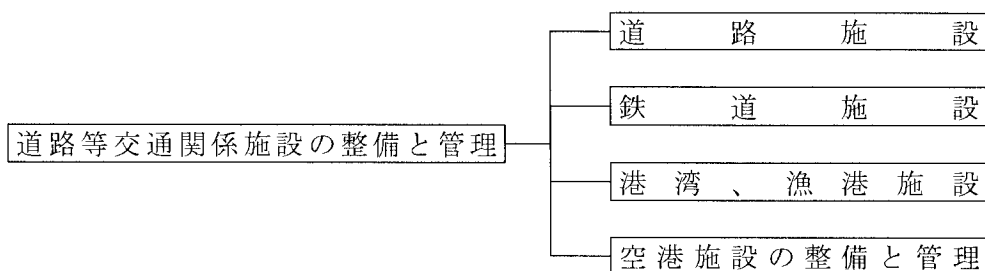 道路施設
鉄道施設
道路等交通関係施設の整備と管理
港湾、漁港施設
空港施設の整備と管理